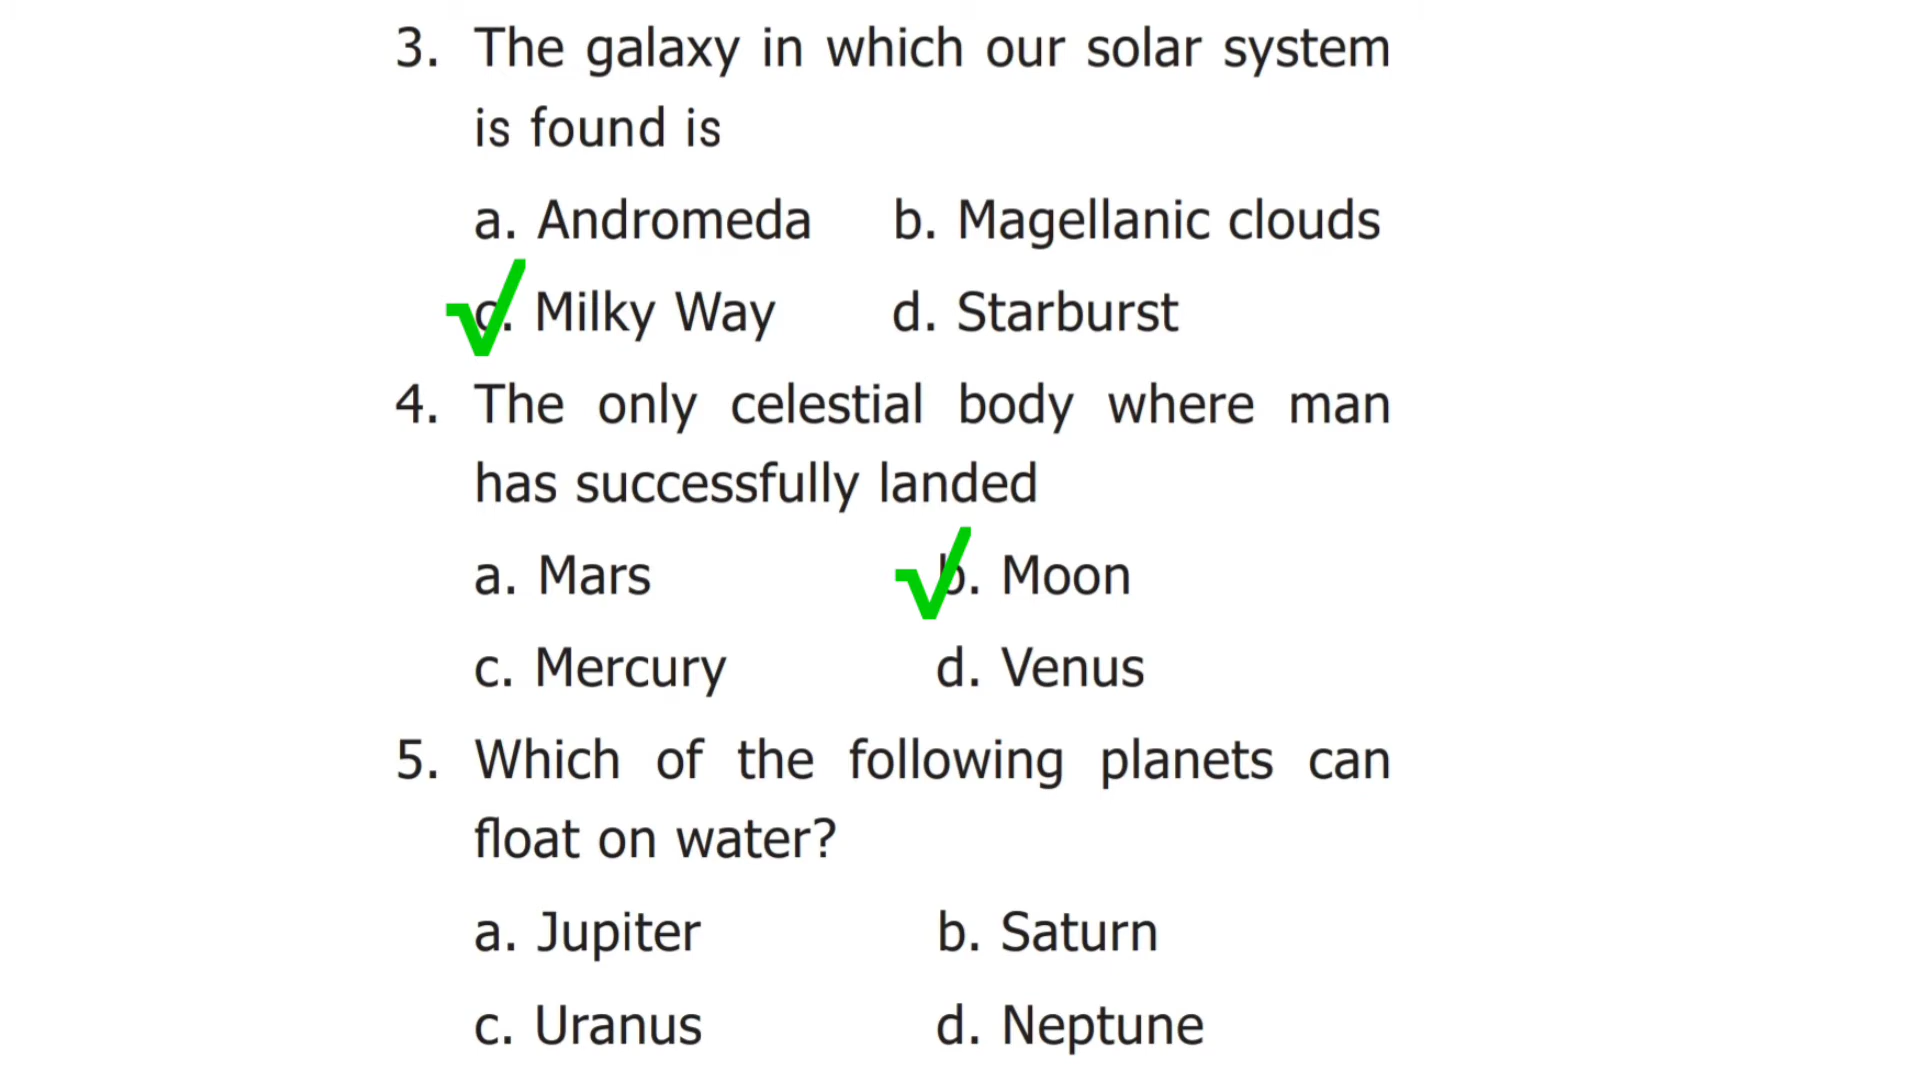 3. The galaxy in which our solar system
is found is
a. Andromeda b. Magellanic clouds
c. Milky Way d. Starburst
4. The only celestial body where man
has successfully landed
a. Mars b. Moon
c. Mercury d. Venus
5. Which of the following planets can
float on water?
a. Jupiter b. Saturn
c. Uranus d. Neptune